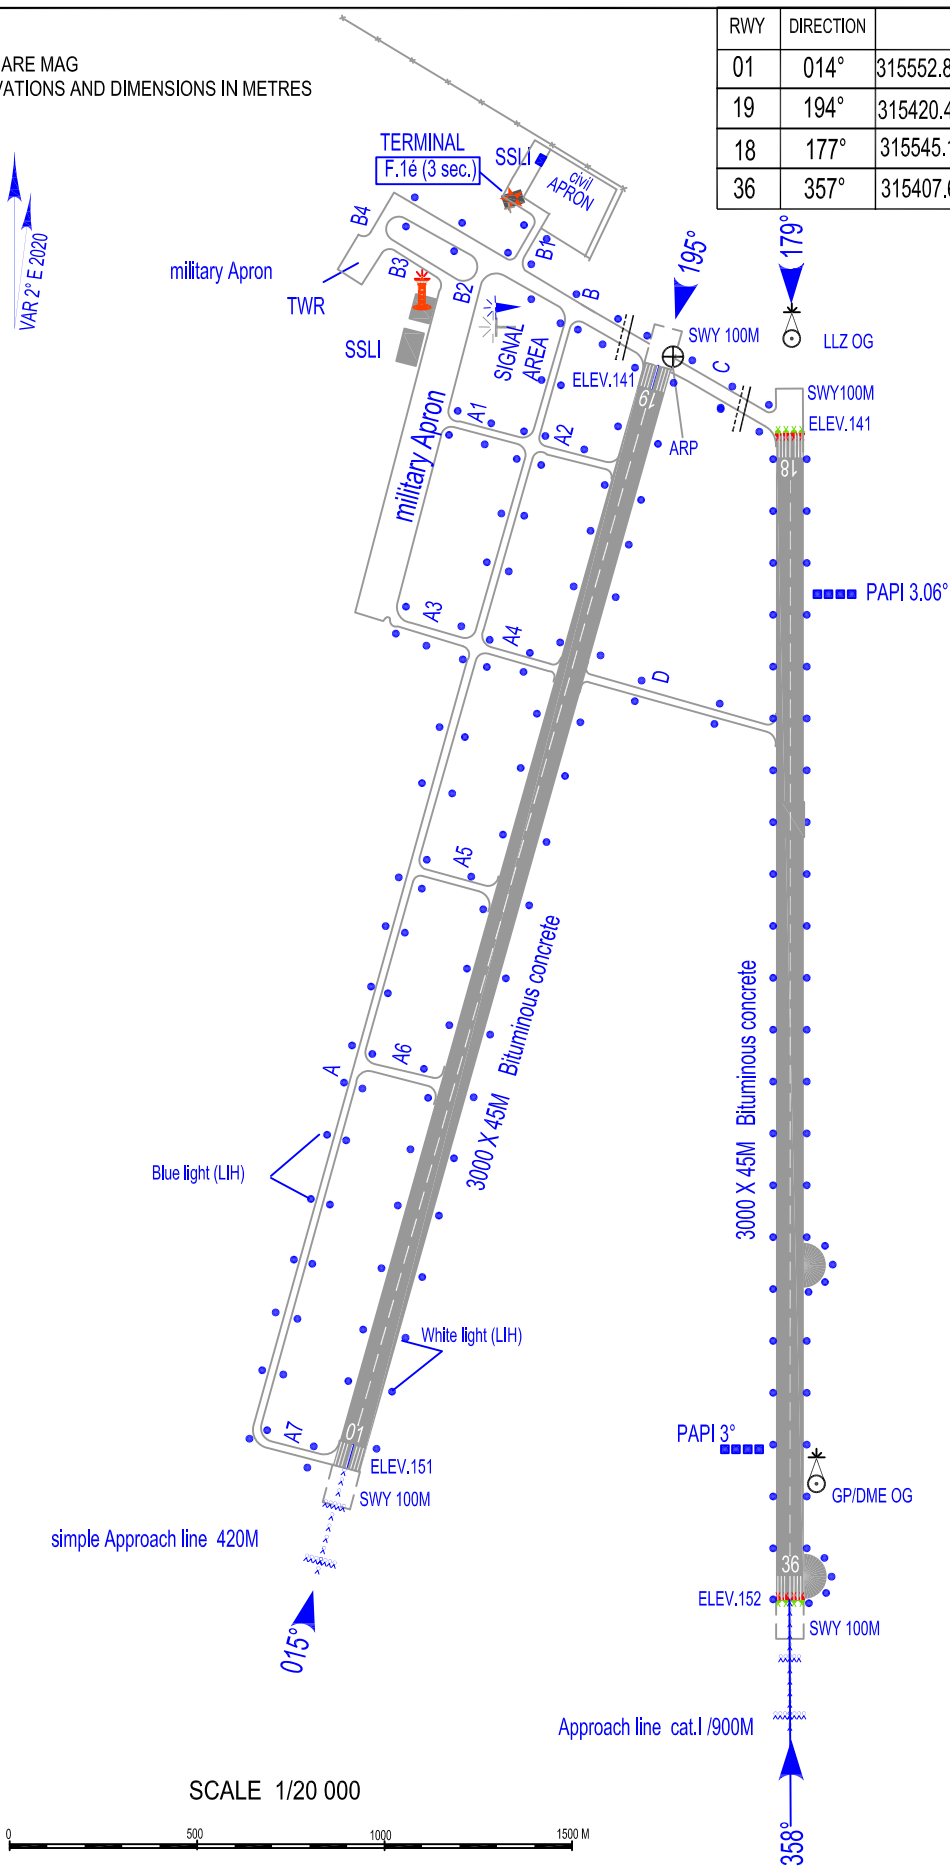 ARE MAG
VATIONS AND DIMENSIONS IN METRES
RWY DIRECTION
01 014° 315552.8
19 194° 315420.4
18 177° 315545.
36 357° 315407.
VAR 2° E 2020
TERMINAL
F.1é (3 sec.)
SSLI
civil
APRON
B4
B3
B2
B1
B
military Apron
TWR
SSLI
SIGNAL
AREA
195°
179°
SWY 100M
LLZ OG
C
ELEV.141
19
ARP
SWY100M
ELEV.141
18
military Apron
A1
A2
A3
A4
D
PAPI 3.06°
A5
3000 X 45M Bituminous concrete
3000 X 45M Bituminous concrete
A6
A
Blue light (LIH)
White light (LIH)
A7
01
ELEV.151
SWY 100M
simple Approach line 420M
015°
PAPI 3°
GP/DME OG
36
ELEV.152
SWY 100M
Approach line cat.I /900M
358°
SCALE 1/20 000
0 500 1000 1500 M